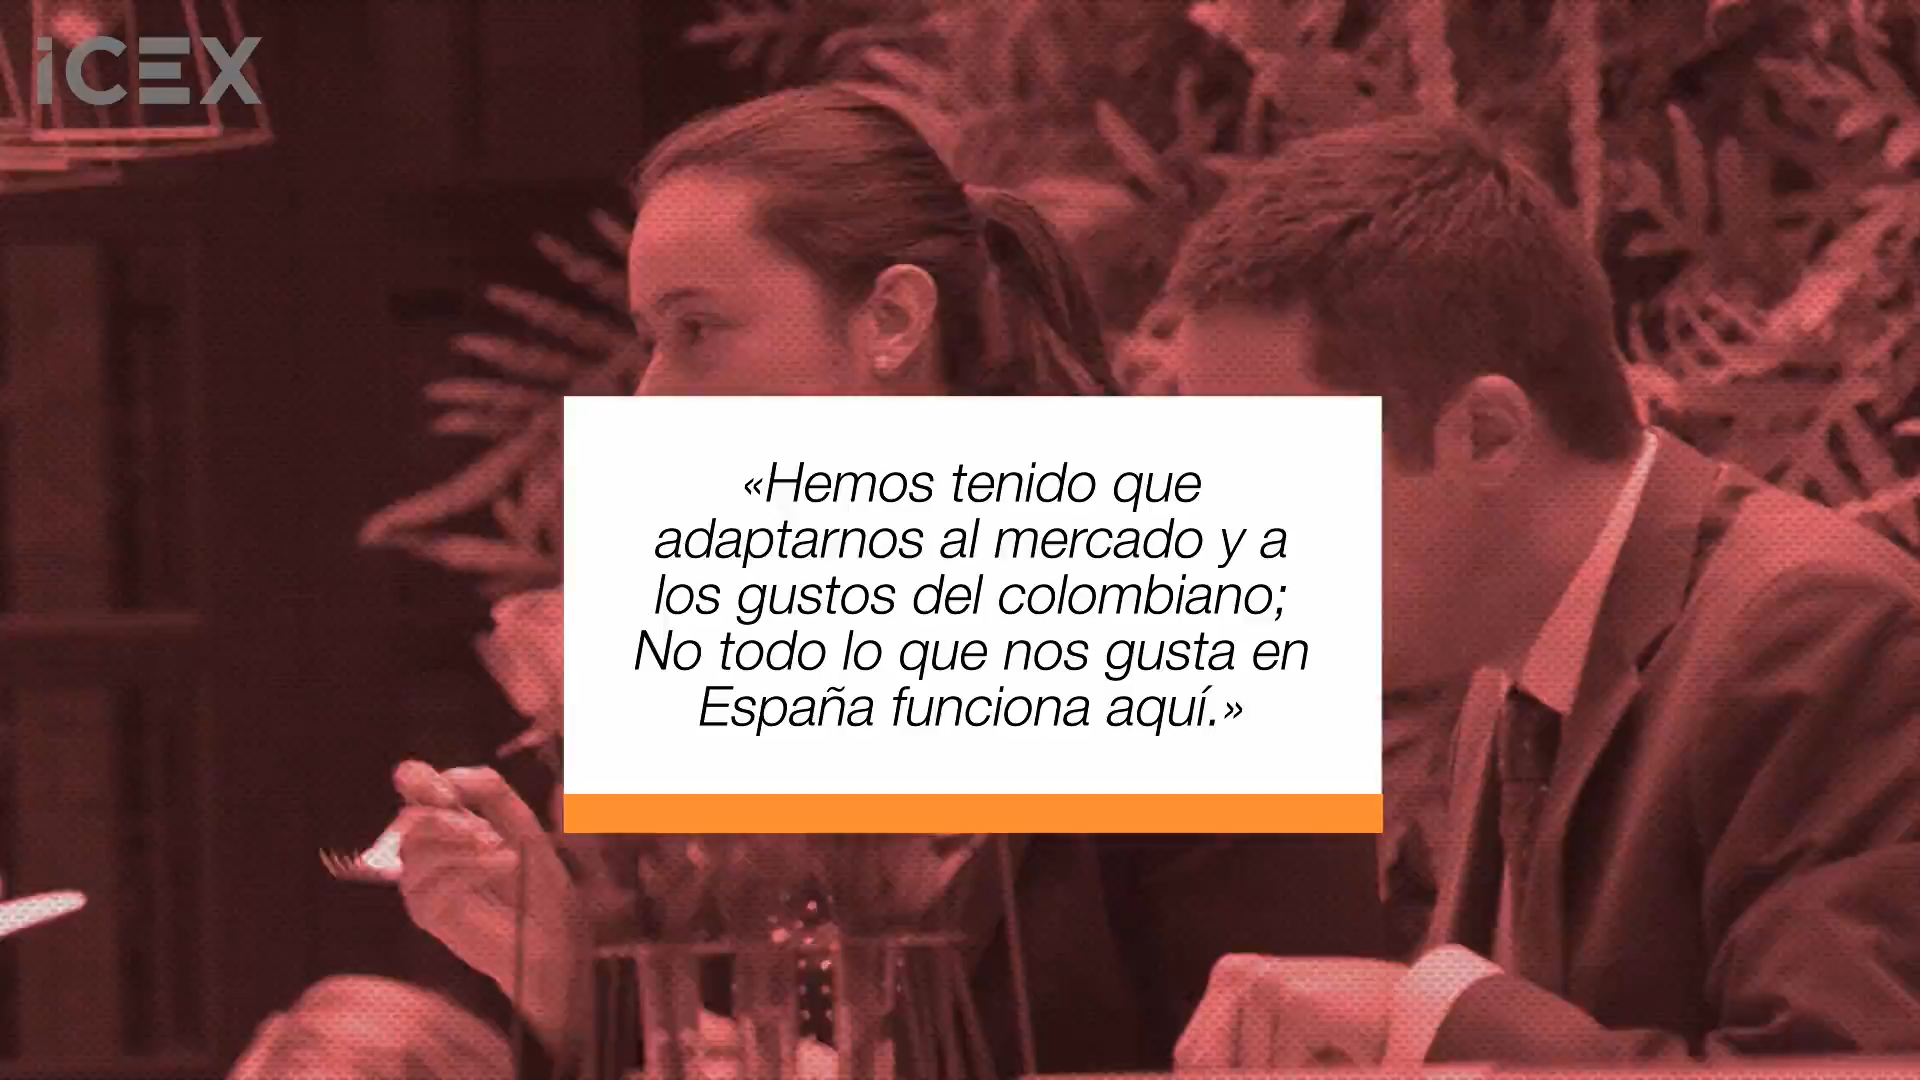 iCEX
«Hemos tenido que
adaptarnos al mercado y a
los gustos del colombiano;
No todo lo que nos gusta en
España funciona aquí.»